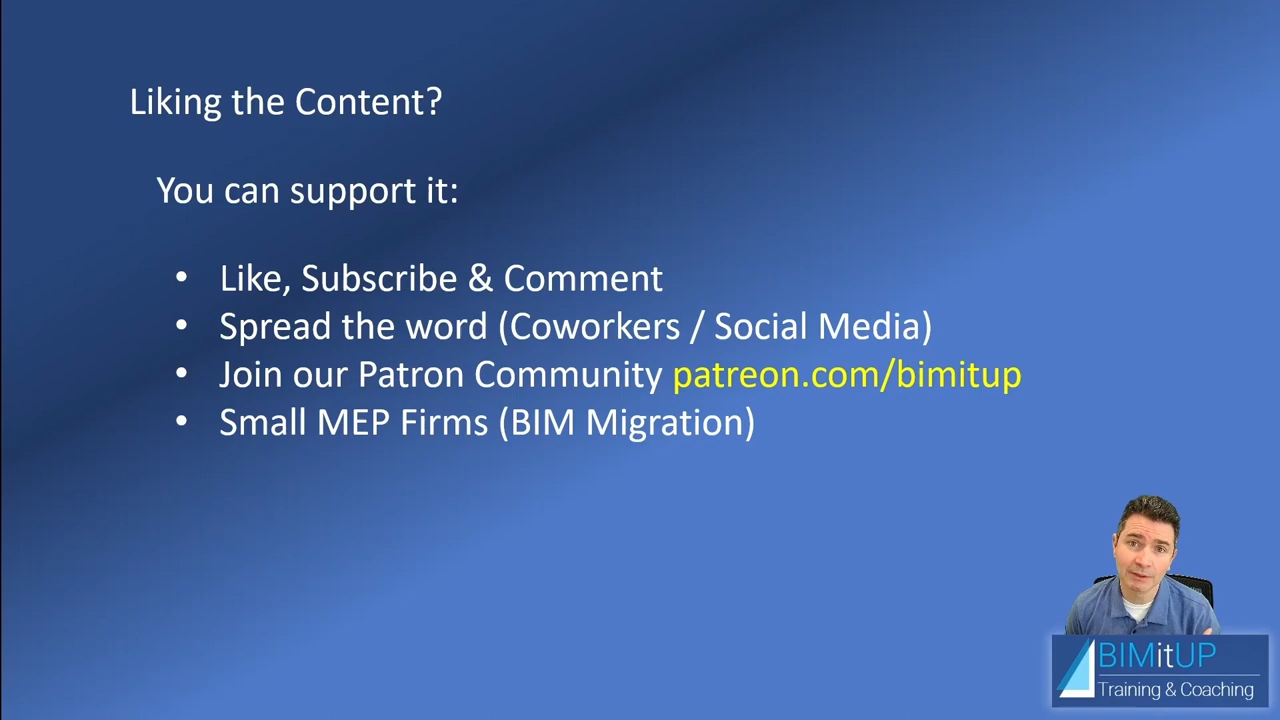 Liking the Content?
You can support it:
• Like, Subscribe & Comment
• Spread the word (Coworkers / Social Media)
• Join our Patron Community patreon.com/bimitup
• Small MEP Firms (BIM Migration)
BIMitUP
Training & Coaching